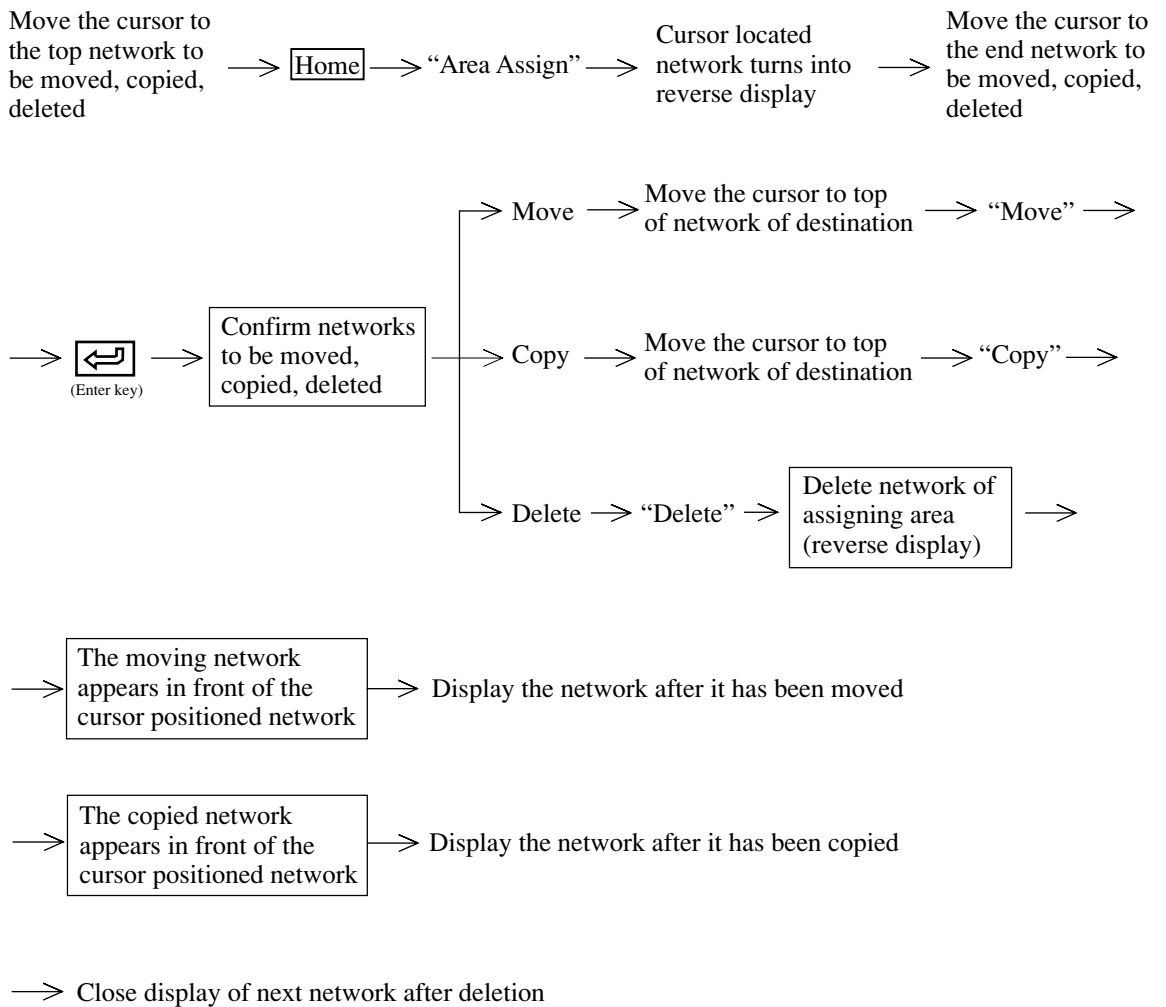 Move the cursor to
the top network to
be moved, copied,
deleted
Home
“Area Assign”
Cursor located
network turns into
reverse display
Move the cursor to
the end network to
be moved, copied,
deleted
(Enter key)
Confirm networks
to be moved,
copied, deleted
Move
Move the cursor to top
of network of destination
“Move”
Copy
Move the cursor to top
of network of destination
“Copy”
Delete
“Delete”
Delete network of
assigning area
(reverse display)
The moving network
appears in front of the
cursor positioned network
Display the network after it has been moved
The copied network
appears in front of the
cursor positioned network
Display the network after it has been copied
Close display of next network after deletion